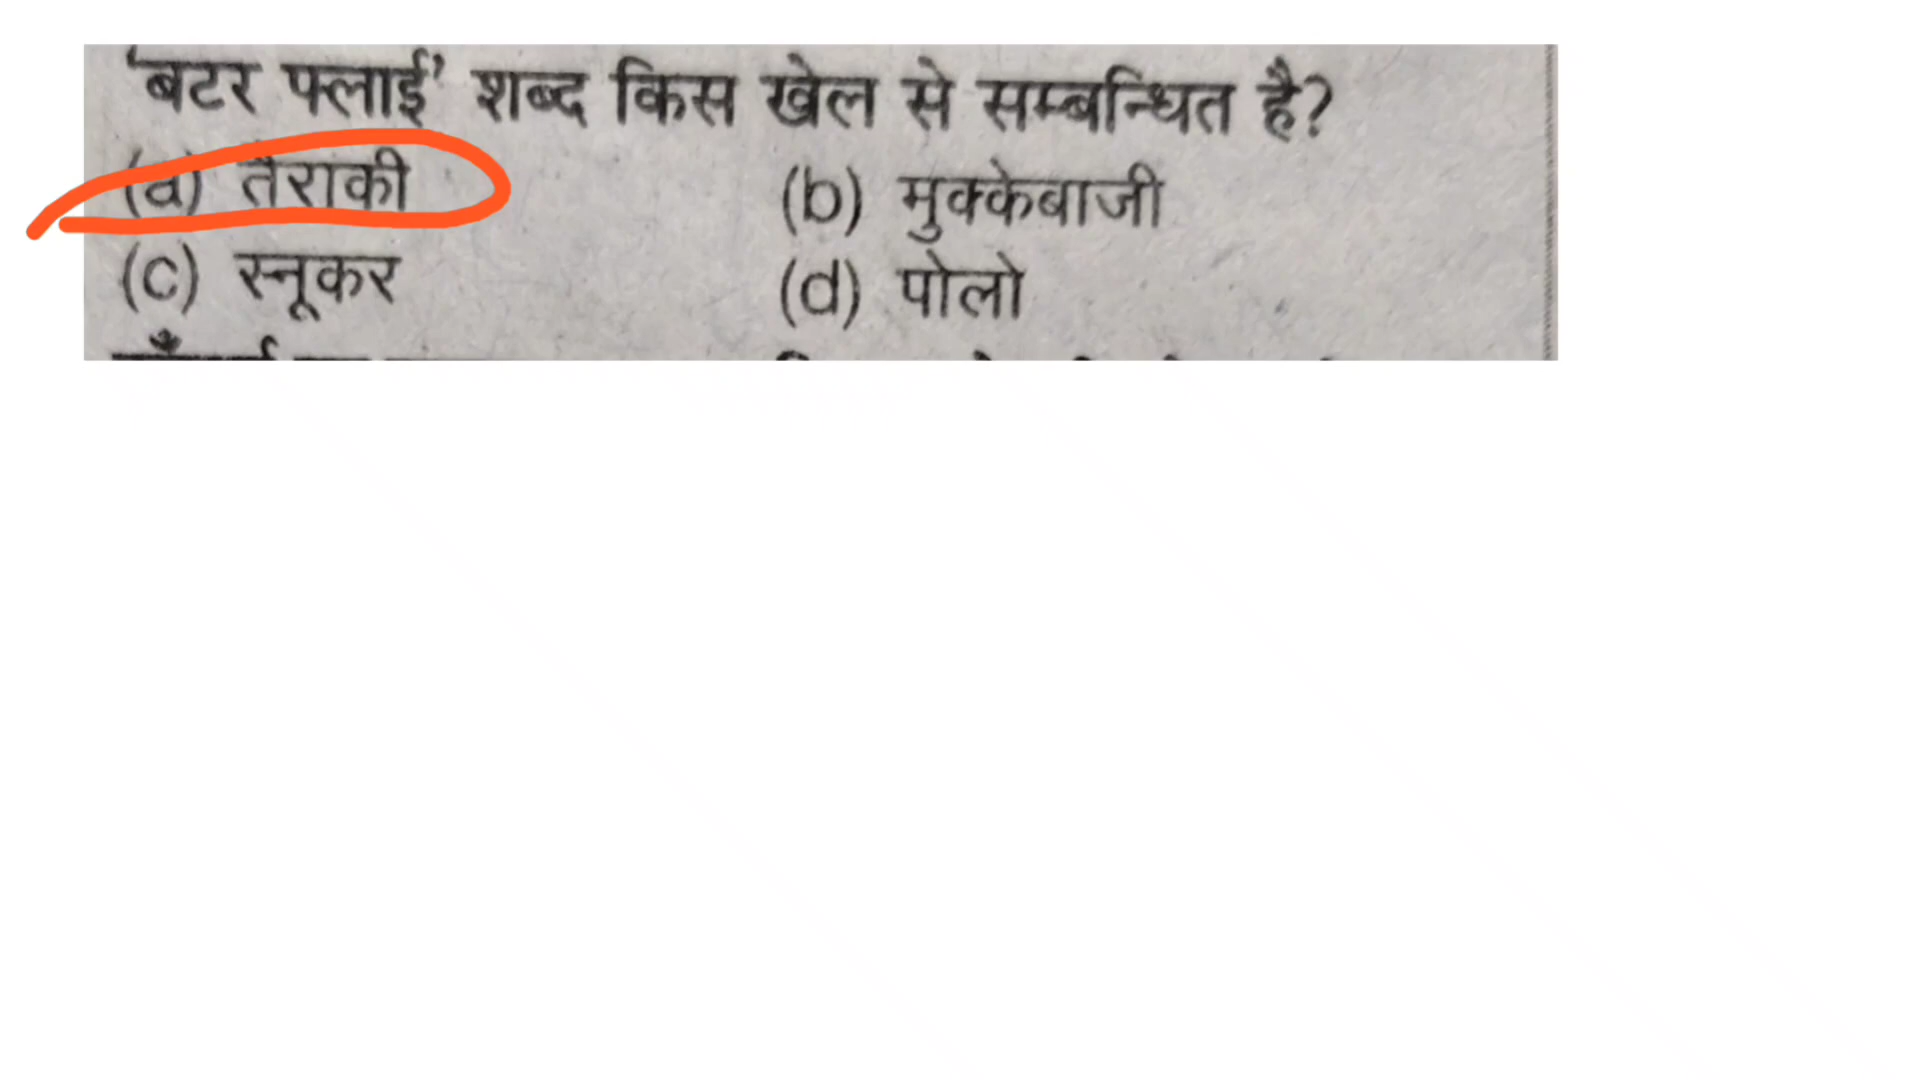 'बटर फ्लाई' शब्द किस खेल से सम्बन्धित है?
(a) तैराकी (b) मुक्केबाजी
(c) स्नूकर (d) पोलो